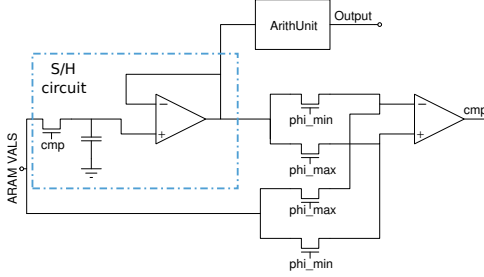 ArithUnit
Output
S/H
circuit
-
+
cmp
ARAM VALS
phi_min
phi_max
phi_max
phi_min
-
+
cmp